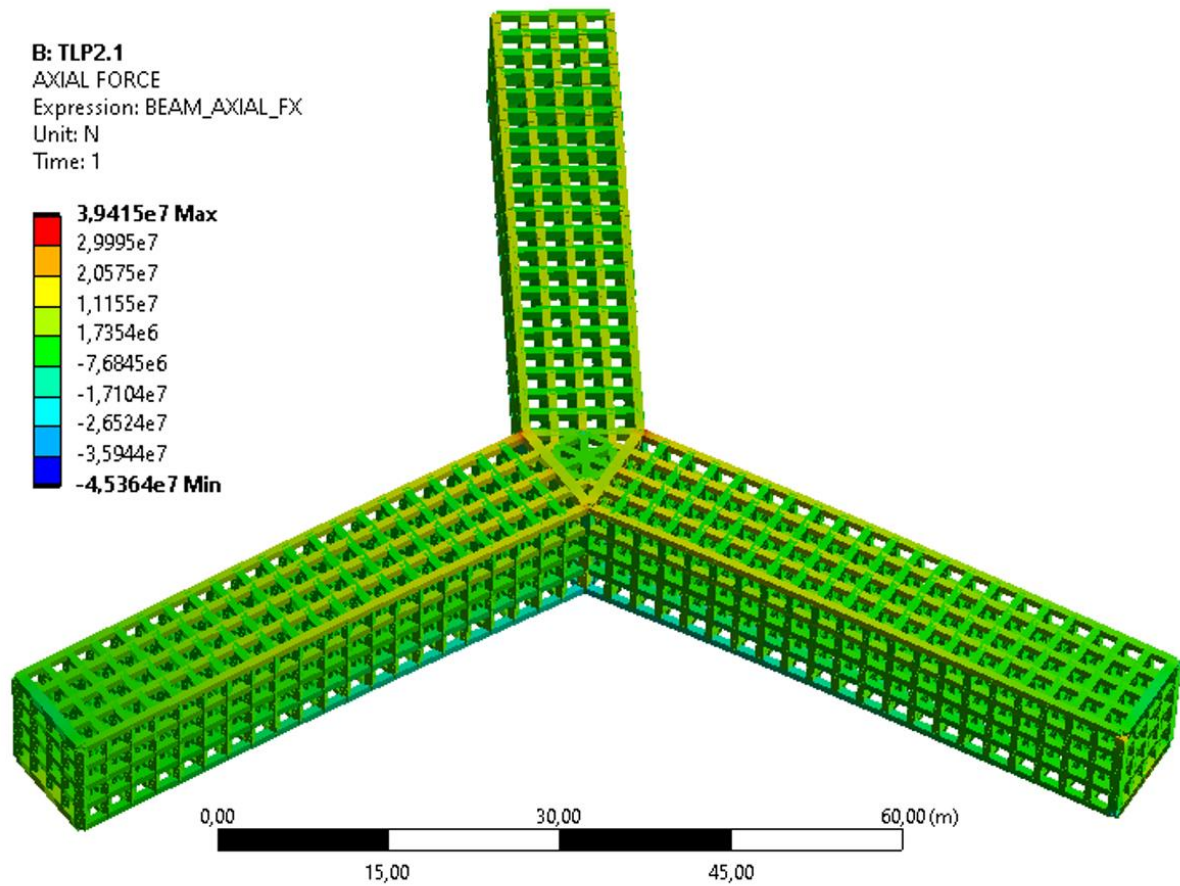 B: TLP2.1
AXIAL FORCE
Expression: BEAM_AXIAL_FX
Unit: N
Time: 1
3,9415e7 Max
2,9995e7
2,0575e7
1,1155e7
1,7354e6
-7,6845e6
-1,7104e7
-2,6524e7
-3,5944e7
-4,5364e7 Min
0,00 30,00 60,00 (m)
15,00 45,00